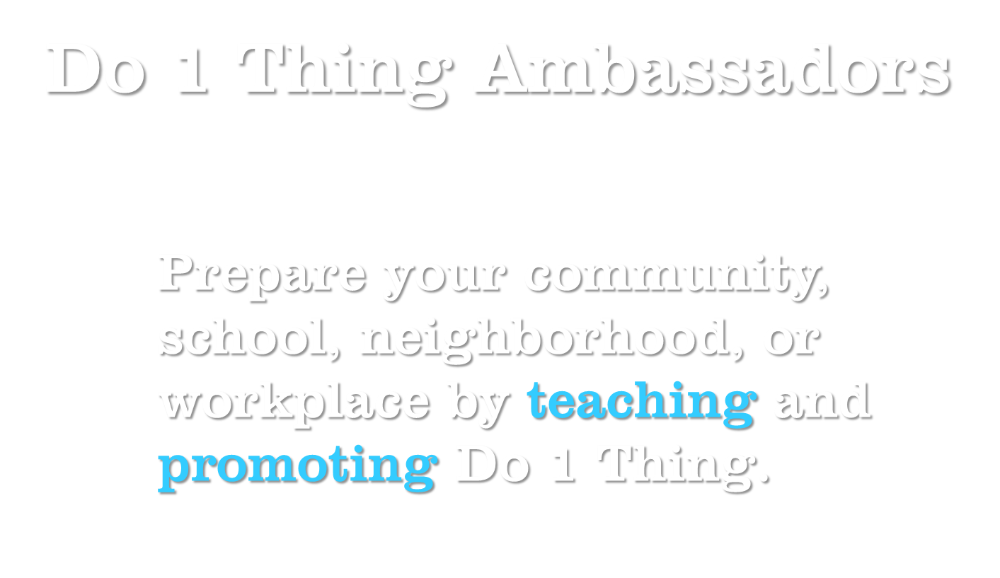 Do 1 Thing Ambassadors
Prepare your community,
school, neighborhood, or
workplace by teaching and
promoting Do 1 Thing.